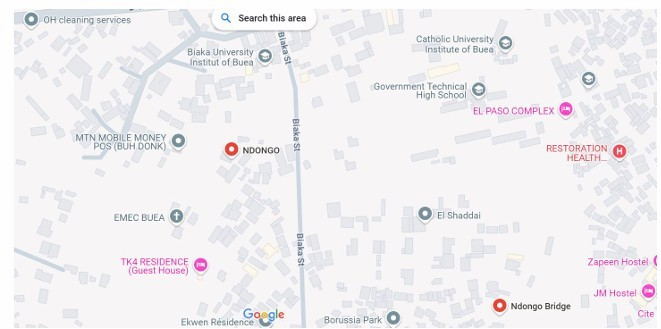 OH cleaning services
Search this area
Biaka University
Institut of Buea
Biaka St
Catholic University
Institute of Buea
Government Technical
High School
EL PASO COMPLEX
MTN MOBILE MONEY
POS (BUH DONK)
NDONGO
Biaka St
RESTORATION
HEALTH...
EMEC BUEA
El Shaddai
Biaka St
TK4 RESIDENCE
(Guest House)
Zapeen Hostel
JM Hostel
Ndongo Bridge
Cite
Google
Ekwen Résidence
Borussia Park